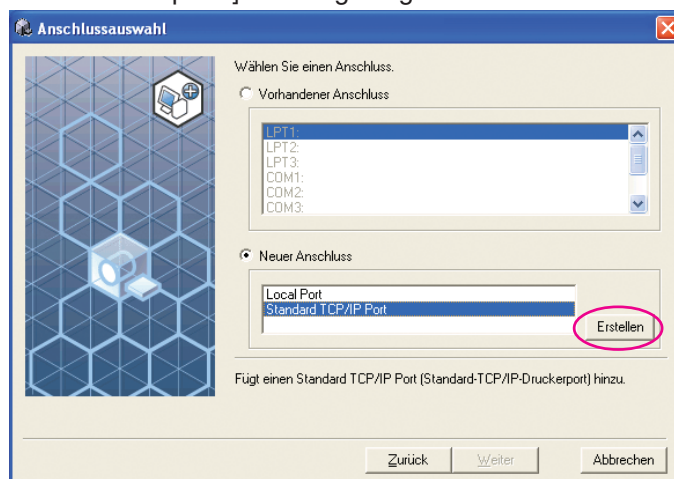 Anschlussauswahl
Wählen Sie einen Anschluss.
Vorhandener Anschluss
LPT1:
LPT2:
LPT3:
COM1:
COM2:
COM3:
Neuer Anschluss
Local Port
Standard TCP/IP Port
Erstellen
Fügt einen Standard TCP/IP Port (Standard-TCP/IP-Druckerport) hinzu.
Zurück Weiter Abbrechen